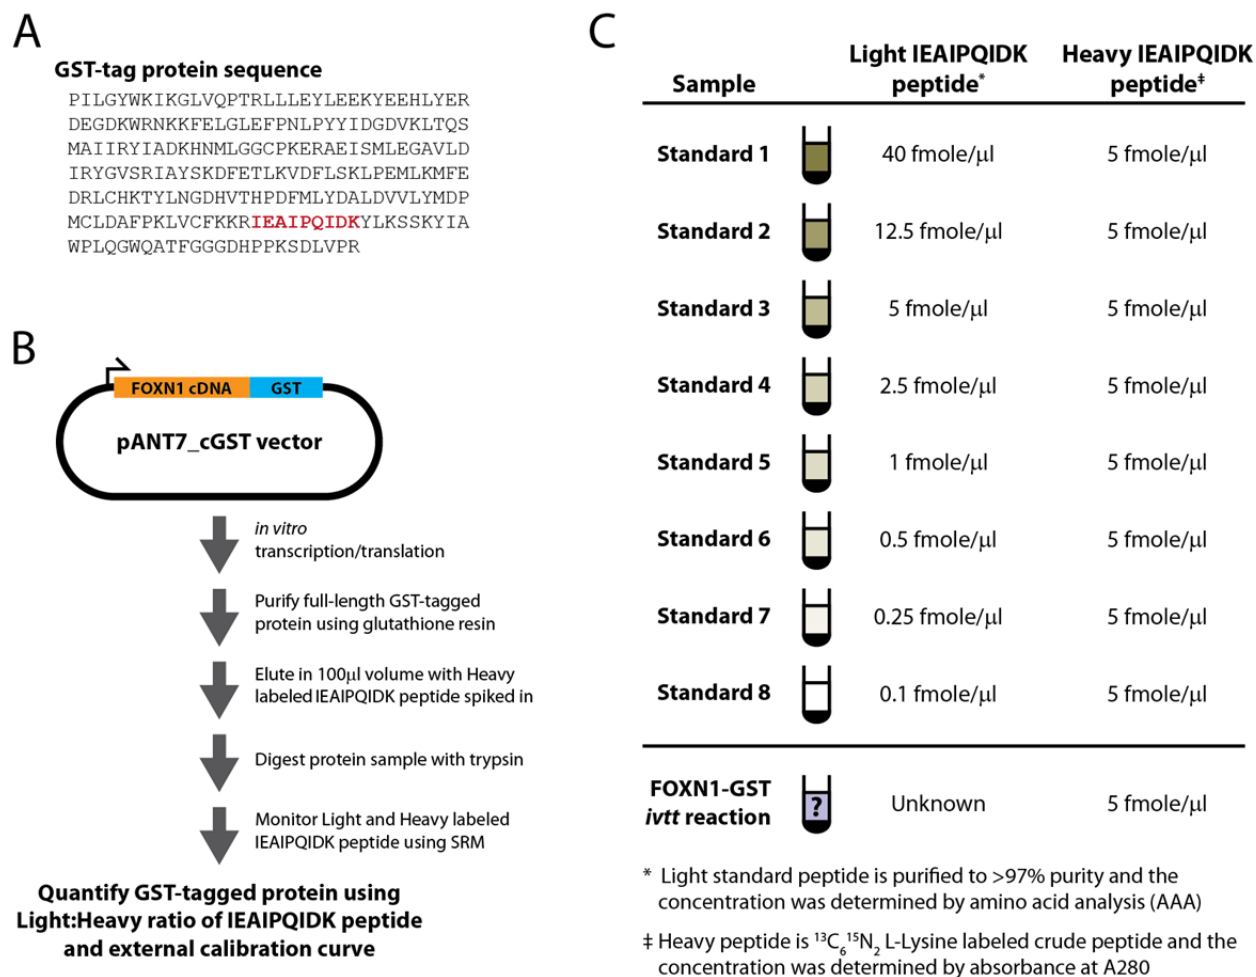 A
GST-tag protein sequence
PILGYWKIKGLVQPTRLLLEYLEEKYEEHLYER
DEGDKWRNKKFELGLEFPNLPYYIDGDVKLTQS
MAIIRYIADKHNMLGGCPKERAEISMLEGAVLD
IRYGVSRIAYSKDFETLKVDFLSKLPEMLKMFE
DRLCHKTYLNGDHVTHPDFMLYDALDVVLYMDP
MCLDAFPKLVCFKKRIEAIPQIDKYLKSSKYIA
WPLQGWQATFGGGDHPPKSDLVPR
B
FOXN1 cDNA GST
pANT7_cGST vector
in vitro
transcription/translation
Purify full-length GST-tagged
protein using glutathione resin
Elute in 100µl volume with Heavy
labeled IEAIPQIDK peptide spiked in
Digest protein sample with trypsin
Monitor Light and Heavy labeled
IEAIPQIDK peptide using SRM
Quantify GST-tagged protein using
Light:Heavy ratio of IEAIPQIDK peptide
and external calibration curve
C
Sample Light IEAIPQIDK peptide* Heavy IEAIPQIDK peptide‡
Standard 1 40 fmole/µl 5 fmole/µl
Standard 2 12.5 fmole/µl 5 fmole/µl
Standard 3 5 fmole/µl 5 fmole/µl
Standard 4 2.5 fmole/µl 5 fmole/µl
Standard 5 1 fmole/µl 5 fmole/µl
Standard 6 0.5 fmole/µl 5 fmole/µl
Standard 7 0.25 fmole/µl 5 fmole/µl
Standard 8 0.1 fmole/µl 5 fmole/µl
FOXN1-GST
ivtt reaction ? Unknown 5 fmole/µl
* Light standard peptide is purified to >97% purity and the
concentration was determined by amino acid analysis (AAA)
‡ Heavy peptide is ¹³C₆¹⁵N₂ L-Lysine labeled crude peptide and the
concentration was determined by absorbance at A280